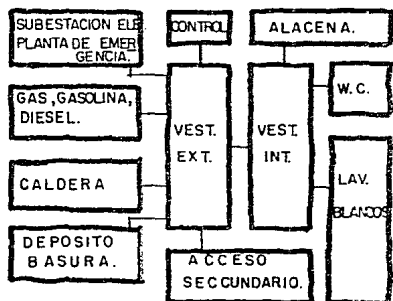 SUBESTACION ELE.
PLANTA DE EMER
GENCIA.
CONTROL
ALACENA.
GAS, GASOLINA,
DIESEL.
VEST.
EXT.
VEST.
INT.
W.C.
CALDERA
LAV.
BLANCOS
DEPOSITO
BASURA.
ACCESO
SECCUNDARIO.